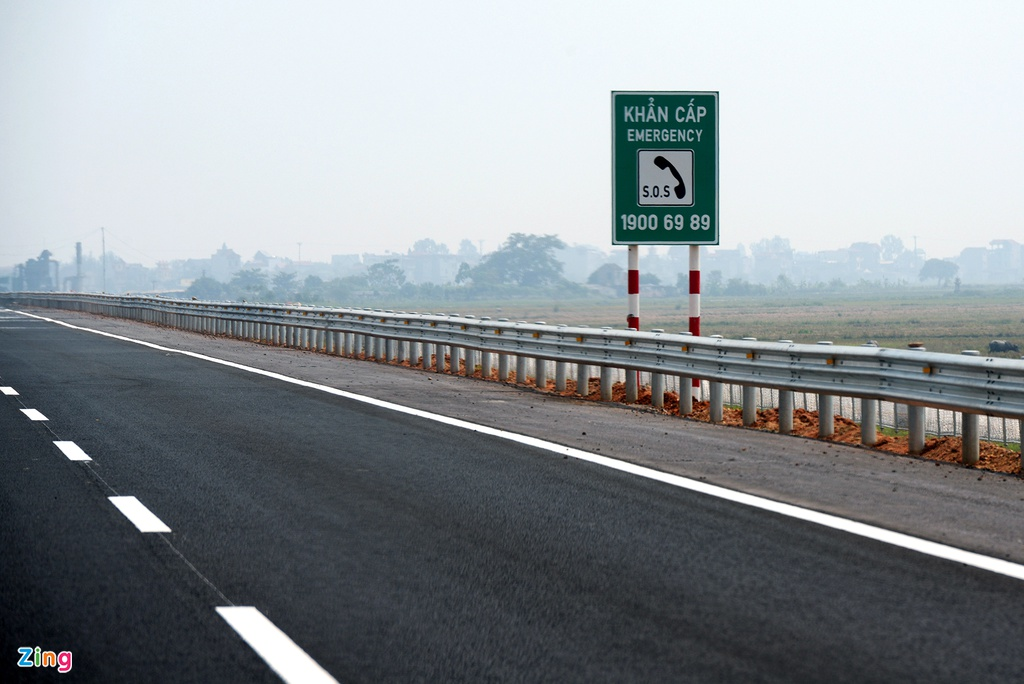 KHẨN CẤP
EMERGENCY
S.O.S
1900 69 89
Zing